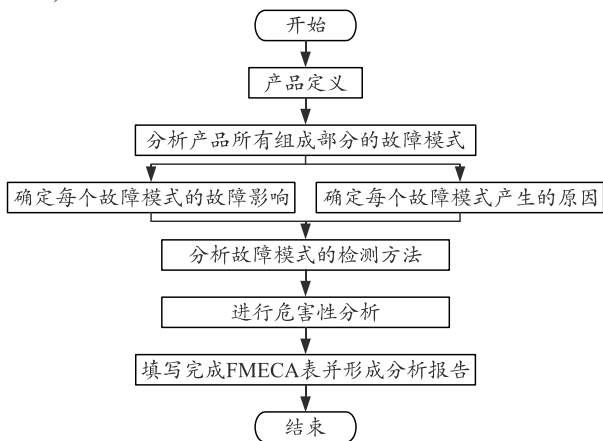 开始
产品定义
分析产品所有组成部分的故障模式
确定每个故障模式的故障影响
确定每个故障模式产生的原因
分析故障模式的检测方法
进行危害性分析
填写完成FMECA表并形成分析报告
结束